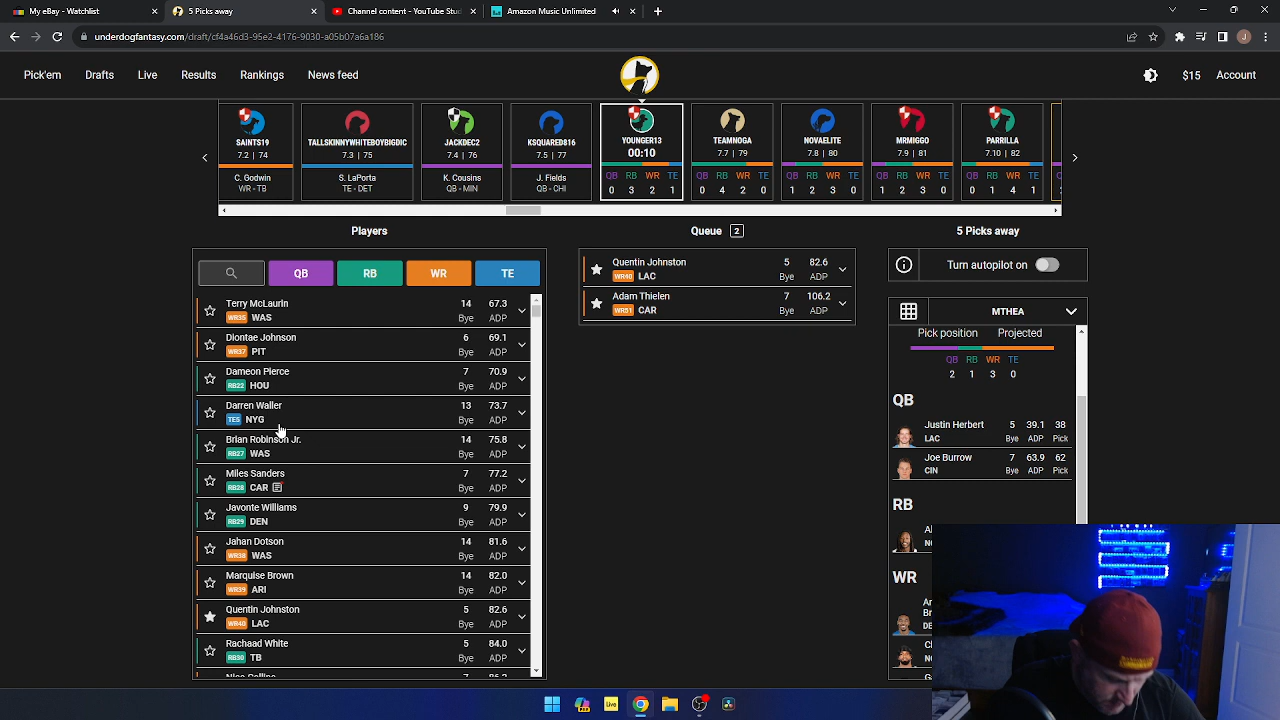 My eBay - Watchlist
5 Picks away
Channel content - YouTube Stu
Amazon Music Unlimited
underdogfantasy.com/draft/cf4a46d3-95e2-4176-9030-a05b07a6a186
J
Pick'em
Drafts
Live
Results
Rankings
News feed
$15
Account
SAINTS19
7.2 | 74
C. Godwin
WR - TB
TALLSKINNYWHITEBOYBIGDIC
7.3 | 75
S. LaPorta
TE - DET
JACKDEC2
7.4 | 76
K. Cousins
QB - MIN
KSQUARED816
7.5 | 77
J. Fields
QB - CHI
YOUNGER13
00:10
QB RB WR TE
0 3 2 1
TEAMNOGA
7.7 | 79
QB RB WR TE
0 4 2 0
NOVAELITE
7.8 | 80
QB RB WR TE
1 2 3 0
MRMIGGO
7.9 | 81
QB RB WR TE
1 2 3 0
PARRILLA
7.10 | 82
QB RB WR TE
0 1 4 1
Players
QB
RB
WR
TE
Terry McLaurin 14 67.3
WR35 WAS Bye ADP
Diontae Johnson 6 69.1
WR37 PIT Bye ADP
Dameon Pierce 7 70.9
RB22 HOU Bye ADP
Darren Waller 13 73.7
TE5 NYG Bye ADP
Brian Robinson Jr. 14 75.8
RB27 WAS Bye ADP
Miles Sanders 7 77.2
RB28 CAR Bye ADP
Javonte Williams 9 79.9
RB29 DEN Bye ADP
Jahan Dotson 14 81.6
WR38 WAS Bye ADP
Marquise Brown 14 82.0
WR39 ARI Bye ADP
Quentin Johnston 5 82.6
WR40 LAC Bye ADP
Rachaad White 7 84.0
RB30 TB Bye ADP
Queue 2
Quentin Johnston 5 82.6
WR40 LAC Bye ADP
Adam Thielen 7 106.2
WR51 CAR Bye ADP
5 Picks away
Turn autopilot on
MTHEA
Pick position Projected
QB RB WR TE
2 1 3 0
QB
Justin Herbert 5 39.1 38
LAC Bye ADP Pick
Joe Burrow 7 63.9 62
CIN Bye ADP Pick
RB
WR
Live